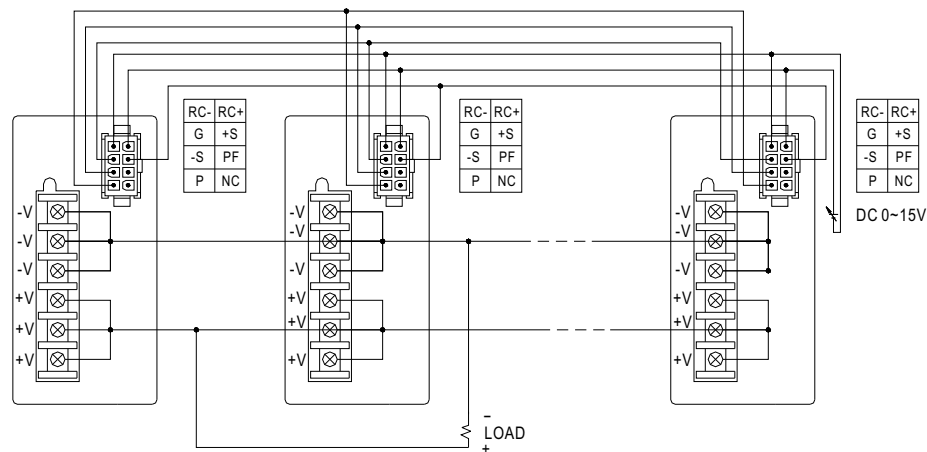 RC- RC+
G +S
-S PF
P NC
RC- RC+
G +S
-S PF
P NC
RC- RC+
G +S
-S PF
P NC
DC 0~15V
-V
-V
-V
+V
+V
+V
-V
-V
-V
+V
+V
+V
-V
-V
-V
+V
+V
+V
-
LOAD
+